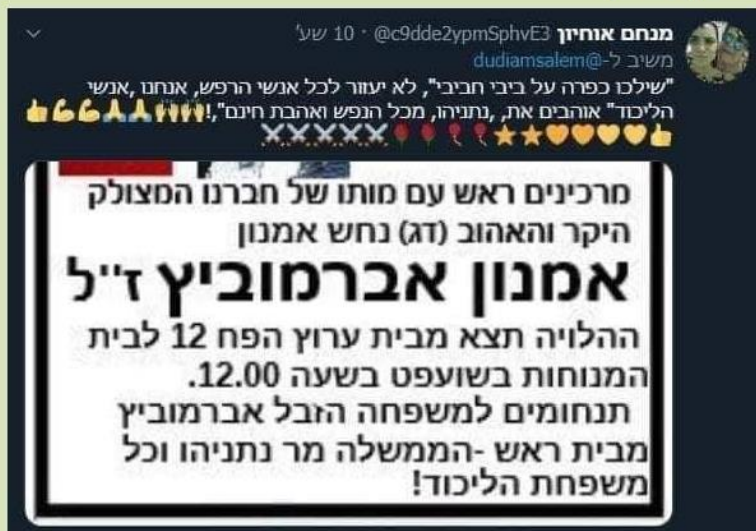 מנחם אוחיון @c9dde2ypmSphvE3 · 10 שע'
משיב ל-@dudiamsalem
"שילכו כפרה על ביבי חביבי", לא יעזור לכל אנשי הרפש, אנחנו ,אנשי
הליכוד" אוהבים את, ,נתניהו, מכל הנפש ואהבת חינם",!🙌🙌🙏🙏💪💪👍
👍💛💛🧡🧡⭐⭐🌹🌹🌹🌹⚔⚔⚔⚔⚔
מרכינים ראש עם מותו של חברנו המצולק
היקר והאהוב (דג) נחש אמנון
אמנון אברמוביץ ז"ל
ההלויה תצא מבית ערוץ הפח 12 לבית
המנוחות בשועפט בשעה 12.00.
תנחומים למשפחה הזבל אברמוביץ
מבית ראש -הממשלה מר נתניהו וכל
משפחת הליכוד!